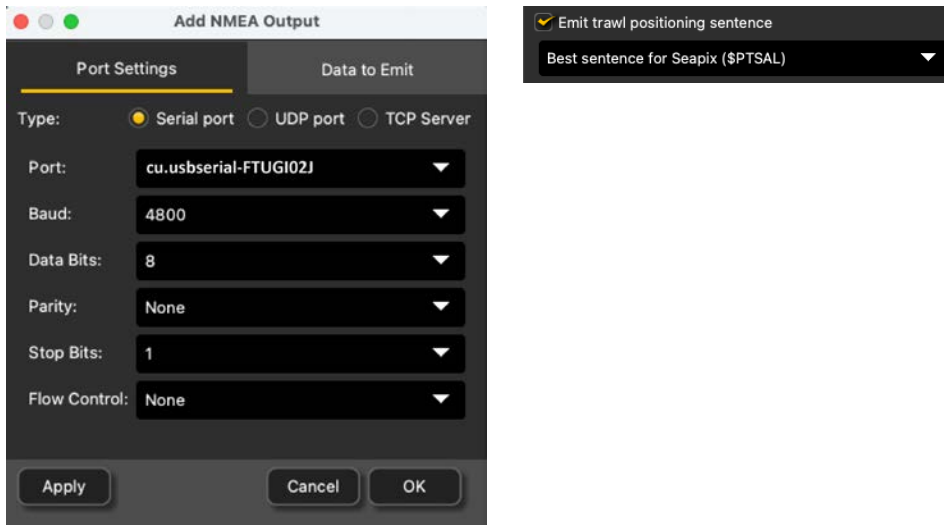 Add NMEA Output
Port Settings
Data to Emit
Type:
Serial port
UDP port
TCP Server
Port:
cu.usbserial-FTUGI02J
Baud:
4800
Data Bits:
8
Parity:
None
Stop Bits:
1
Flow Control:
None
Apply
Cancel
OK
Emit trawl positioning sentence
Best sentence for Seapix ($PTSAL)